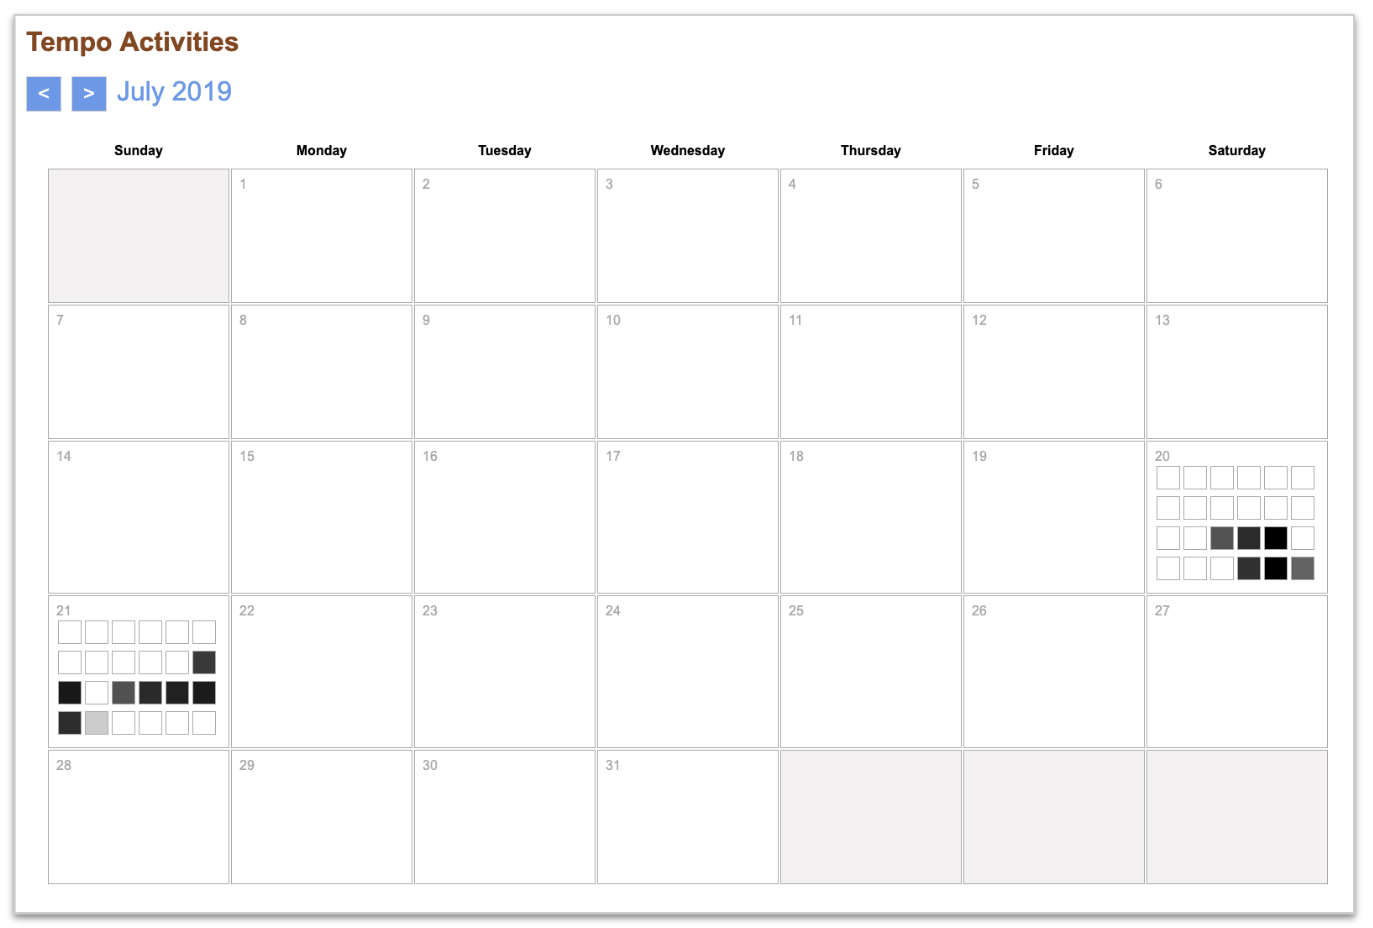 Tempo Activities
< > July 2019
Sunday Monday Tuesday Wednesday Thursday Friday Saturday
1 2 3 4 5 6
7 8 9 10 11 12 13
14 15 16 17 18 19 20
21 22 23 24 25 26 27
28 29 30 31